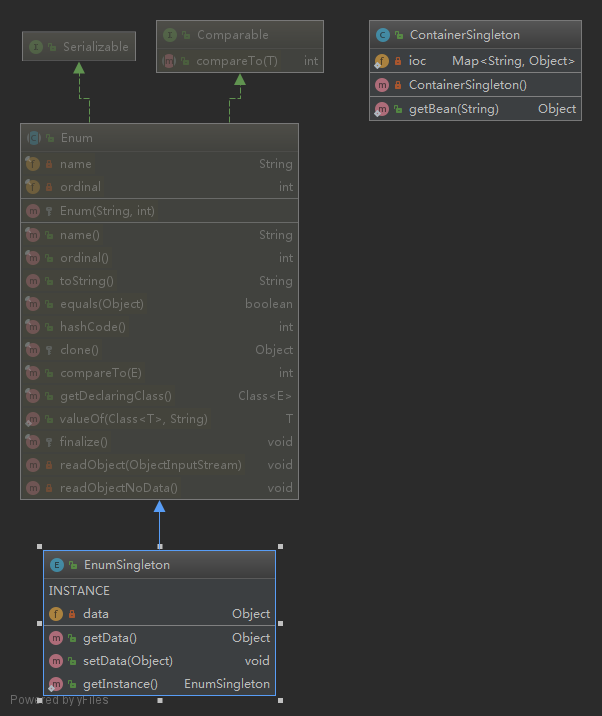 Serializable
Comparable
compareTo(T) int
ContainerSingleton
ioc Map<String, Object>
ContainerSingleton()
getBean(String) Object
Enum
name String
ordinal int
Enum(String, int)
name() String
ordinal() int
toString() String
equals(Object) boolean
hashCode() int
clone() Object
compareTo(E) int
getDeclaringClass() Class<E>
valueOf(Class<T>, String) T
finalize() void
readObject(ObjectInputStream) void
readObjectNoData() void
EnumSingleton
INSTANCE
data Object
getData() Object
setData(Object) void
getInstance() EnumSingleton
Powered by yFiles